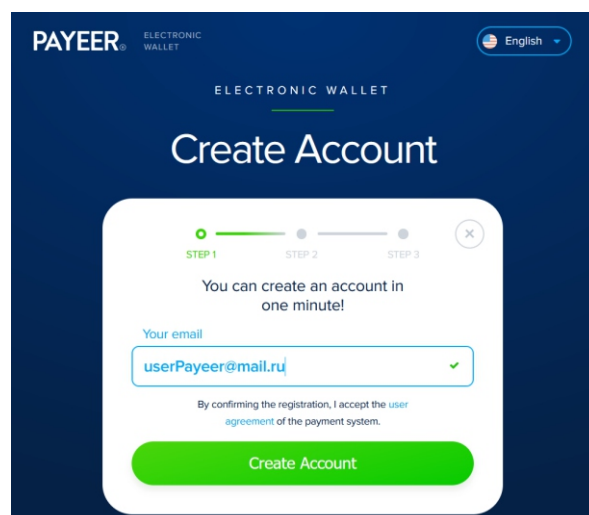 PAYEER® ELECTRONIC WALLET
English
ELECTRONIC WALLET
Create Account
STEP 1 STEP 2 STEP 3
You can create an account in
one minute!
Your email
userPayeer@mail.ru
By confirming the registration, I accept the user
agreement of the payment system.
Create Account